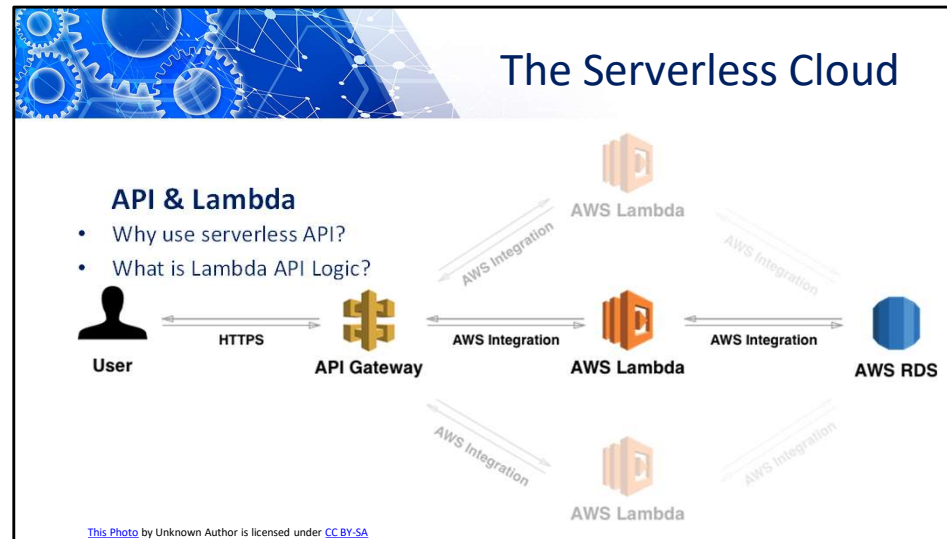 The Serverless Cloud
API & Lambda
• Why use serverless API?
• What is Lambda API Logic?
AWS Lambda
AWS Integration
AWS Integration
HTTPS
AWS Integration
AWS Integration
User
API Gateway
AWS Lambda
AWS RDS
AWS Integration
AWS Integration
AWS Lambda
This Photo by Unknown Author is licensed under CC BY-SA